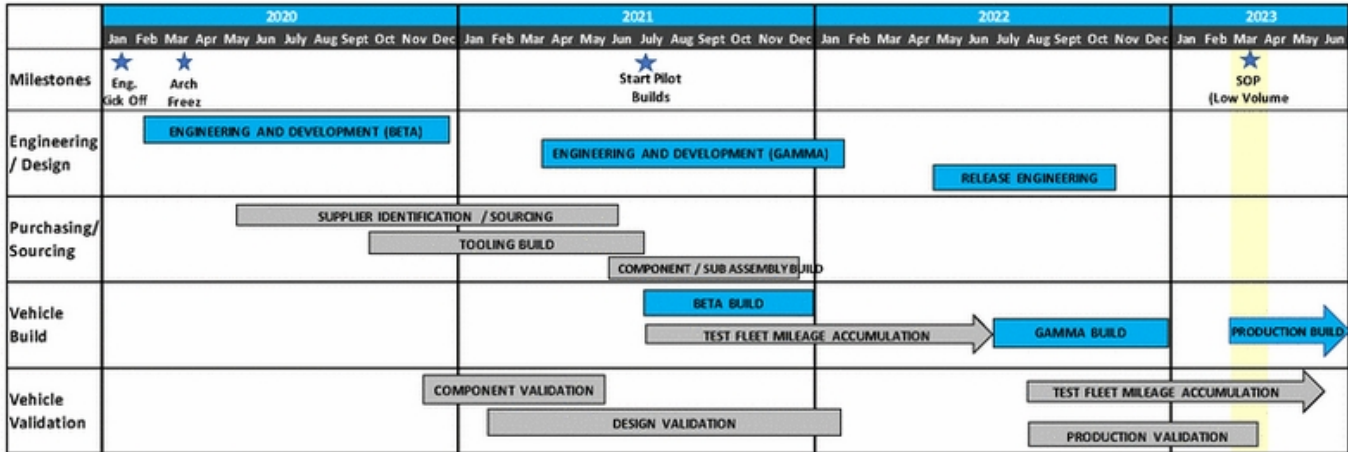 2020 2021 2022 2023
Jan Feb Mar Apr May Jun July Aug Sept Oct Nov Dec Jan Feb Mar Apr May Jun July Aug Sept Oct Nov Dec Jan Feb Mar Apr May Jun July Aug Sept Oct Nov Dec Jan Feb Mar Apr May Jun
Milestones
Eng.
Kick Off
Arch
Freez
Start Pilot
Builds
SOP
(Low Volume
Engineering
/ Design
ENGINEERING AND DEVELOPMENT (BETA)
ENGINEERING AND DEVELOPMENT (GAMMA)
RELEASE ENGINEERING
Purchasing/
Sourcing
SUPPLIER IDENTIFICATION / SOURCING
TOOLING BUILD
COMPONENT / SUB ASSEMBLY BUILD
Vehicle
Build
BETA BUILD
TEST FLEET MILEAGE ACCUMULATION
GAMMA BUILD
PRODUCTION BUILD
Vehicle
Validation
COMPONENT VALIDATION
TEST FLEET MILEAGE ACCUMULATION
DESIGN VALIDATION
PRODUCTION VALIDATION